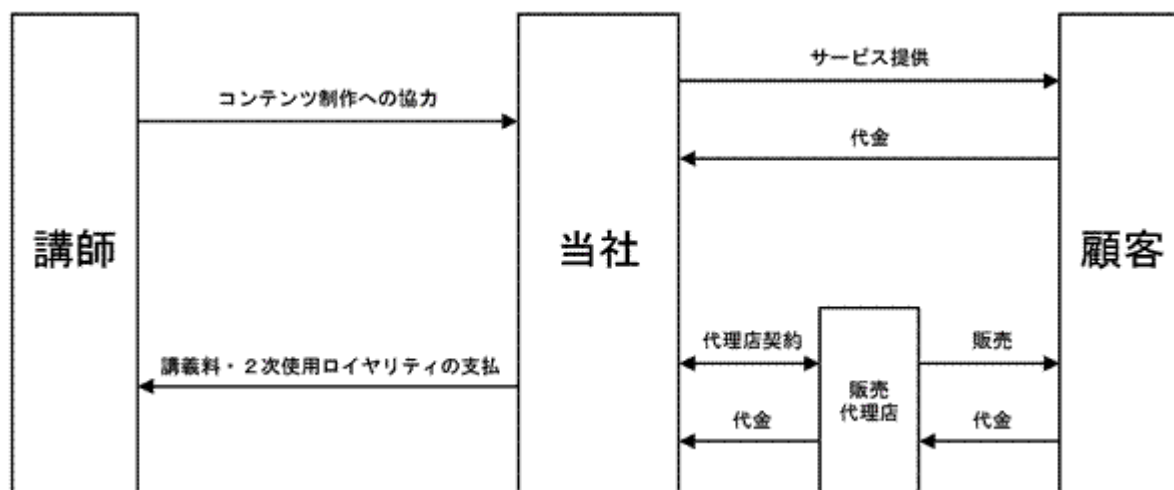 サービス提供
コンテンツ制作への協力
代金
講師
当社
顧客
代理店契約
販売
講義料・２次使用ロイヤリティの支払
販売
代理店
代金
代金